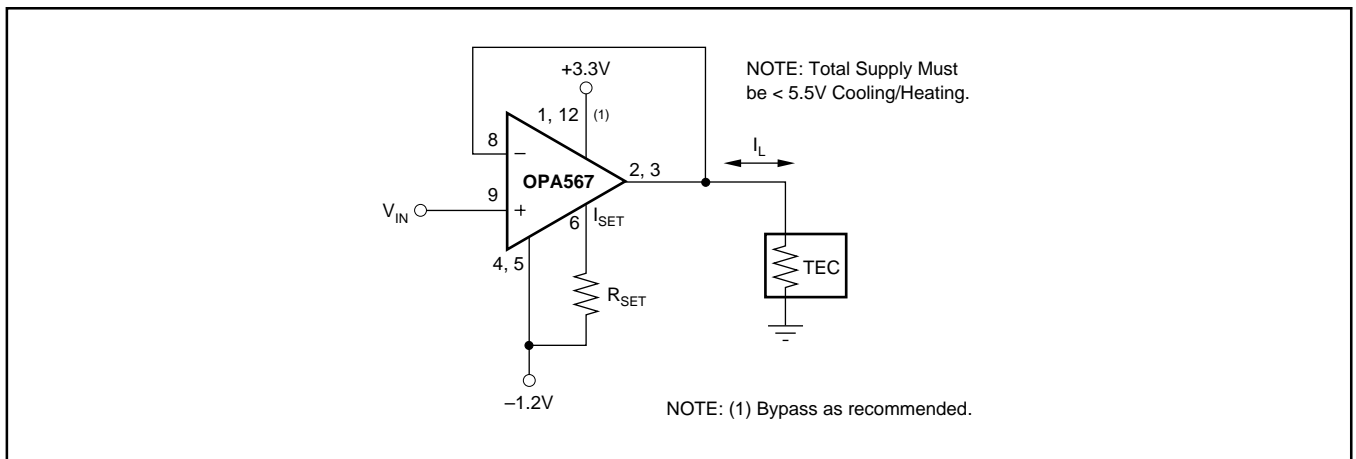 +3.3V
NOTE: Total Supply Must
be < 5.5V Cooling/Heating.
1, 12 (1)
8
–
I_L
OPA567
2, 3
9
V_IN
+
6
I_SET
4, 5
TEC
R_SET
–1.2V
NOTE: (1) Bypass as recommended.